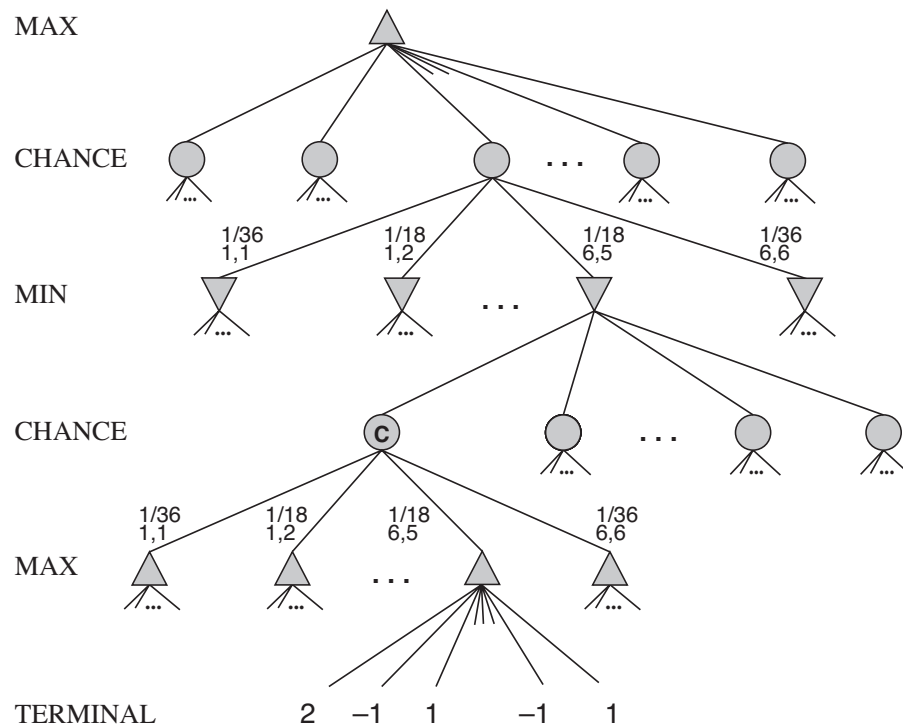 MAX
CHANCE
...
... ... ... ... ...
1/36 1/18 1/18 1/36
1,1 1,2 6,5 6,6
MIN
...
... ... ... ...
CHANCE
C
...
... ... ...
1/36 1/18 1/18 1/36
1,1 1,2 6,5 6,6
MAX
...
... ... ...
TERMINAL 2 –1 1 –1 1